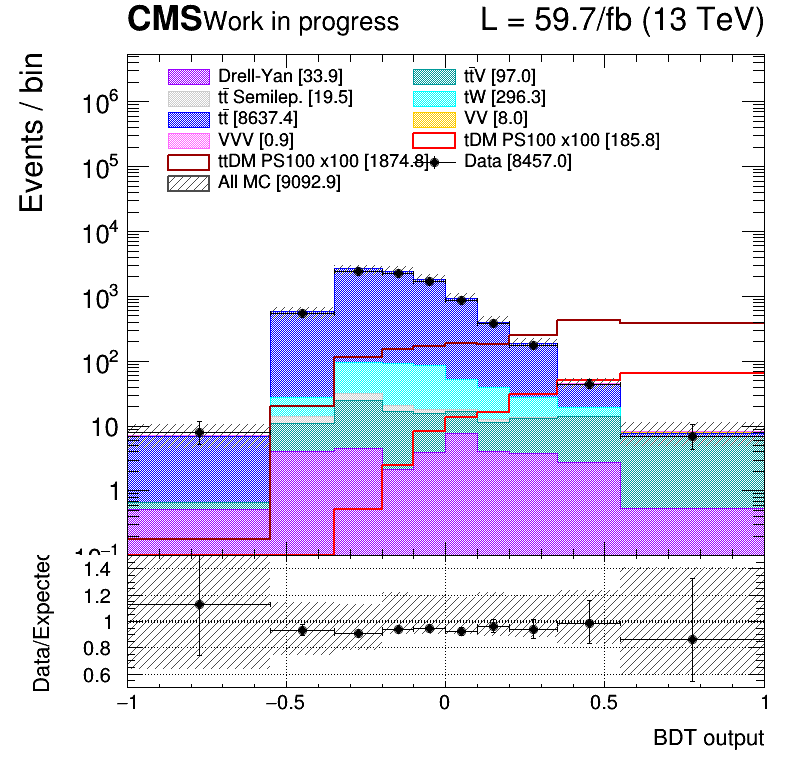 CMS Work in progress L = 59.7/fb (13 TeV)
Events / bin
Drell-Yan [33.9] tt̄V [97.0]
tt̄ Semilep. [19.5] tW [296.3]
tt̄ [8637.4] VV [8.0]
VVV [0.9] tDM PS100 x100 [185.8]
ttDM PS100 x100 [1874.8] Data [8457.0]
All MC [9092.9]
10⁶
10⁵
10⁴
10³
10²
10
1
10⁻¹
Data/Expected
1.4
1.2
1
0.8
0.6
−1 −0.5 0 0.5 1
BDT output